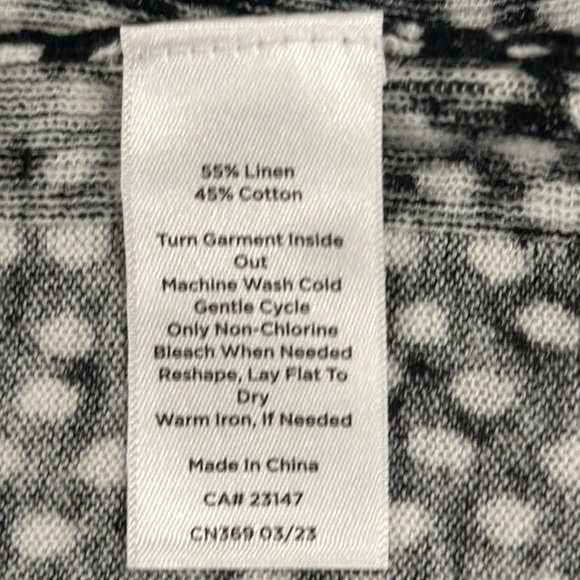 55% Linen
45% Cotton
Turn Garment Inside
Out
Machine Wash Cold
Gentle Cycle
Only Non-Chlorine
Bleach When Needed
Reshape, Lay Flat To
Dry
Warm Iron, If Needed
Made In China
CA# 23147
CN369 03/23